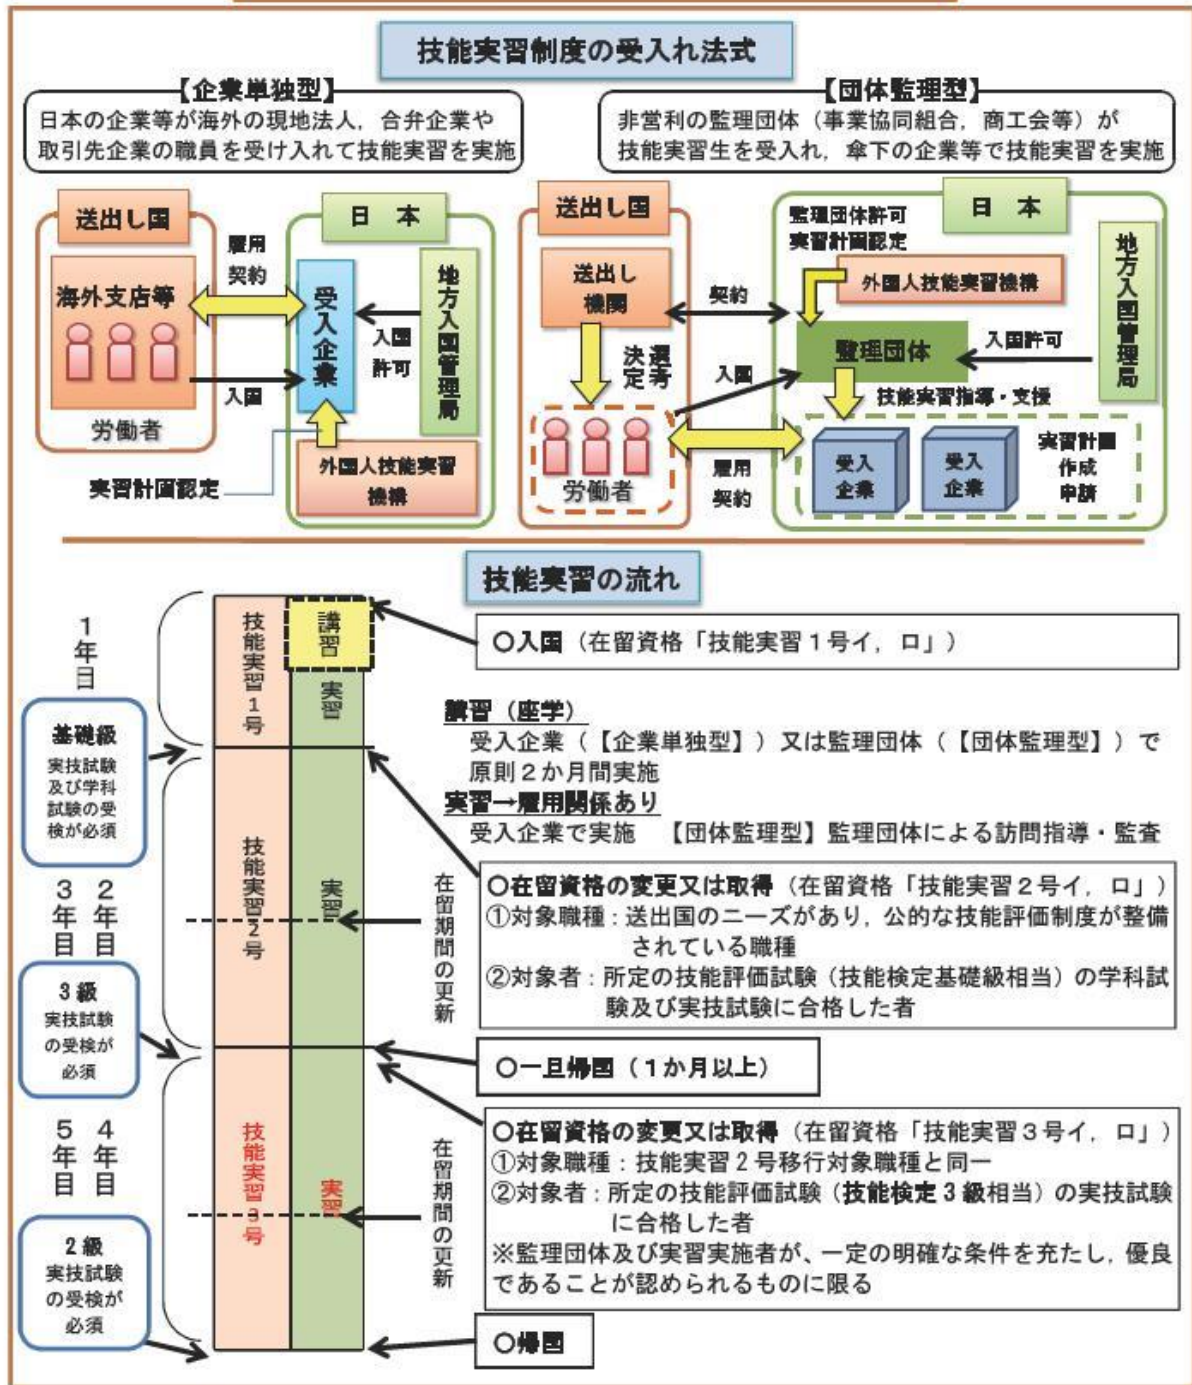 技能実習制度の受入れ法式
【企業単独型】
日本の企業等が海外の現地法人，合弁企業や
取引先企業の職員を受け入れて技能実習を実施
送出し国
海外支店等
労働者
雇用
契約
入国
実習計画認定
日 本
受入企業
入国
許可
地方入国管理局
外国人技能実習
機構
【団体監理型】
非営利の監理団体（事業協同組合，商工会等）が
技能実習生を受入れ，傘下の企業等で技能実習を実施
送出し国
送出し
機関
選考
決定
労働者
契約
入国
雇用
契約
日 本
監理団体許可
実習計画認定
外国人技能実習機構
監理団体
入国許可
地方入国管理局
技能実習指導・支援
受入
企業
受入
企業
実習計画
作成
申請
技能実習の流れ
1年目
技能実習1号
講習
実習
○入国（在留資格「技能実習１号イ，ロ」）
講習（座学）
受入企業（【企業単独型】）又は監理団体（【団体監理型】）で
原則２か月間実施
実習→雇用関係あり
受入企業で実施　【団体監理型】監理団体による訪問指導・監査
基礎級
実技試験
及び学科
試験の受
検が必須
2年目
3年目
技能実習2号
実習
在留期間の更新
○在留資格の変更又は取得（在留資格「技能実習２号イ，ロ」）
①対象職種：送出国のニーズがあり，公的な技能評価制度が整備
されている職種
②対象者：所定の技能評価試験（技能検定基礎級相当）の学科試
験及び実技試験に合格した者
3級
実技試験
の受検が
必須
○一旦帰国（１か月以上）
4年目
5年目
技能実習3号
実習
在留期間の更新
○在留資格の変更又は取得（在留資格「技能実習３号イ，ロ」）
①対象職種：技能実習２号移行対象職種と同一
②対象者：所定の技能評価試験（技能検定３級相当）の実技試験
に合格した者
※監理団体及び実習実施者が、一定の明確な条件を充たし，優良
であることが認められるものに限る
2級
実技試験
の受検が
必須
○帰国